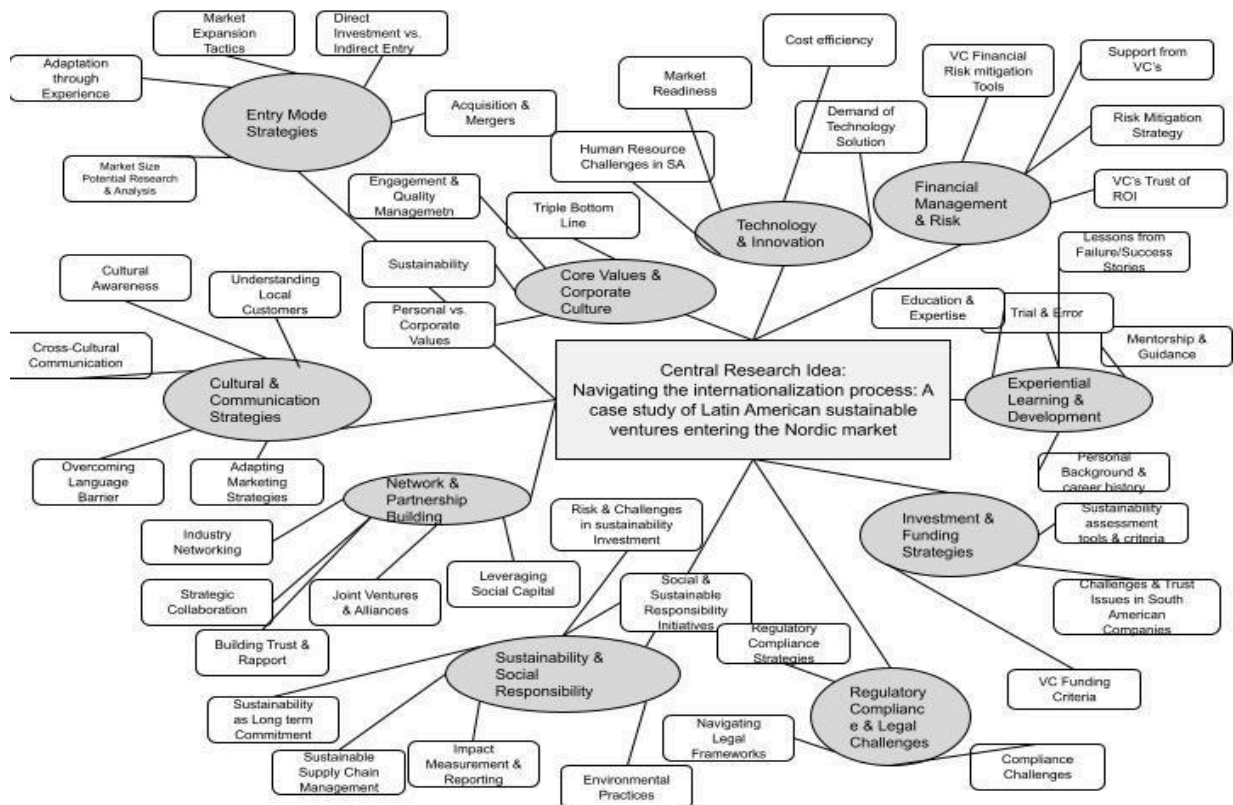 Market
Expansion
Tactics
Direct
Investment vs.
Indirect Entry
Adaptation
through
Experience
Entry Mode
Strategies
Acquisition &
Mergers
Market Size
Potential Research
& Analysis
Cost efficiency
Market
Readiness
Human Resource
Challenges in SA
Demand of
Technology
Solution
Technology
& Innovation
VC Financial
Risk mitigation
Tools
Support from
VC's
Risk Mitigation
Strategy
VC's Trust of
ROI
Financial
Management
& Risk
Engagement &
Quality
Managemetn
Triple Bottom
Line
Sustainability
Personal vs.
Corporate
Values
Core Values &
Corporate
Culture
Lessons from
Failure/Success
Stories
Education &
Expertise
Trial & Error
Mentorship &
Guidance
Experiential
Learning &
Development
Personal
Background &
career history
Cultural
Awareness
Understanding
Local
Customers
Cross-Cultural
Communication
Cultural &
Communication
Strategies
Overcoming
Language
Barrier
Adapting
Marketing
Strategies
Central Research Idea:
Navigating the internationalization process: A
case study of Latin American sustainable
ventures entering the Nordic market
Network &
Partnership
Building
Industry
Networking
Strategic
Collaboration
Building Trust &
Rapport
Joint Ventures
& Alliances
Leveraging
Social Capital
Risk & Challenges
in sustainability
Investment
Social &
Sustainable
Responsibility
Initiatives
Sustainability &
Social
Responsibility
Sustainability
as Long term
Commitment
Sustainable
Supply Chain
Management
Impact
Measurement &
Reporting
Environmental
Practices
Regulatory
Compliance
Strategies
Navigating
Legal
Frameworks
Regulatory
Complianc
e & Legal
Challenges
Compliance
Challenges
Investment &
Funding
Strategies
Sustainability
assessment
tools & criteria
Challenges & Trust
Issues in South
American
Companies
VC Funding
Criteria